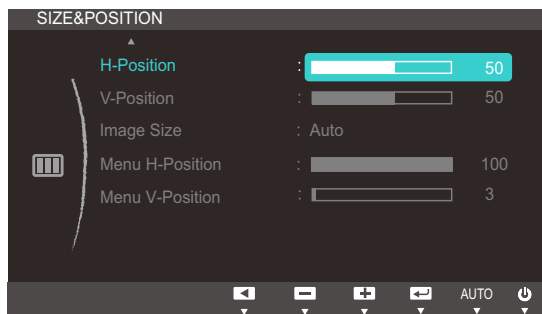 SIZE&POSITION
H-Position : 50
V-Position : 50
Image Size : Auto
Menu H-Position : 100
Menu V-Position : 3
AUTO